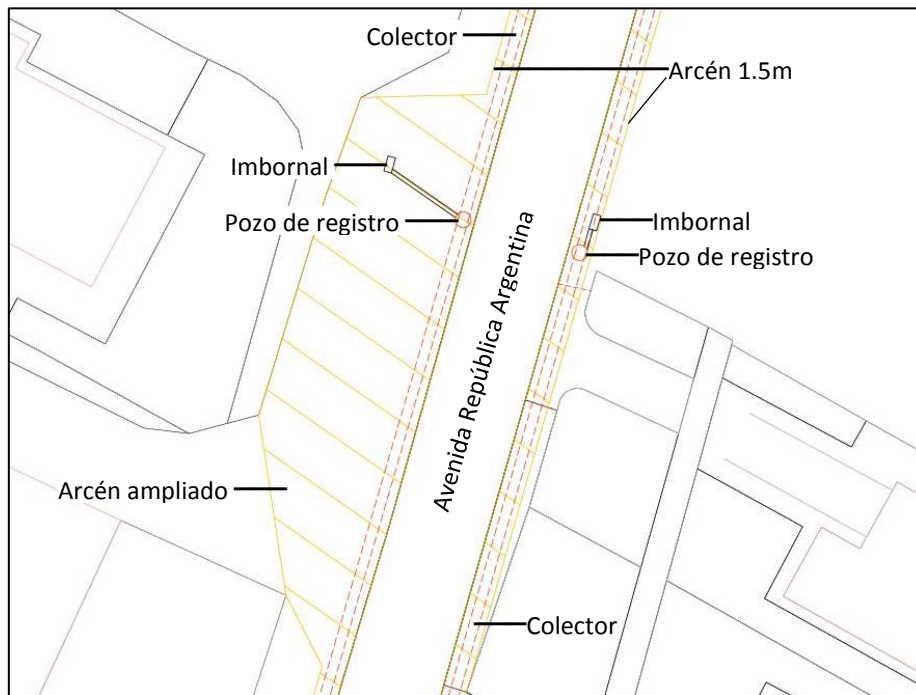 Colector
Arcén 1.5m
Imbornal
Pozo de registro
Imbornal
Pozo de registro
Avenida República Argentina
Arcén ampliado
Colector